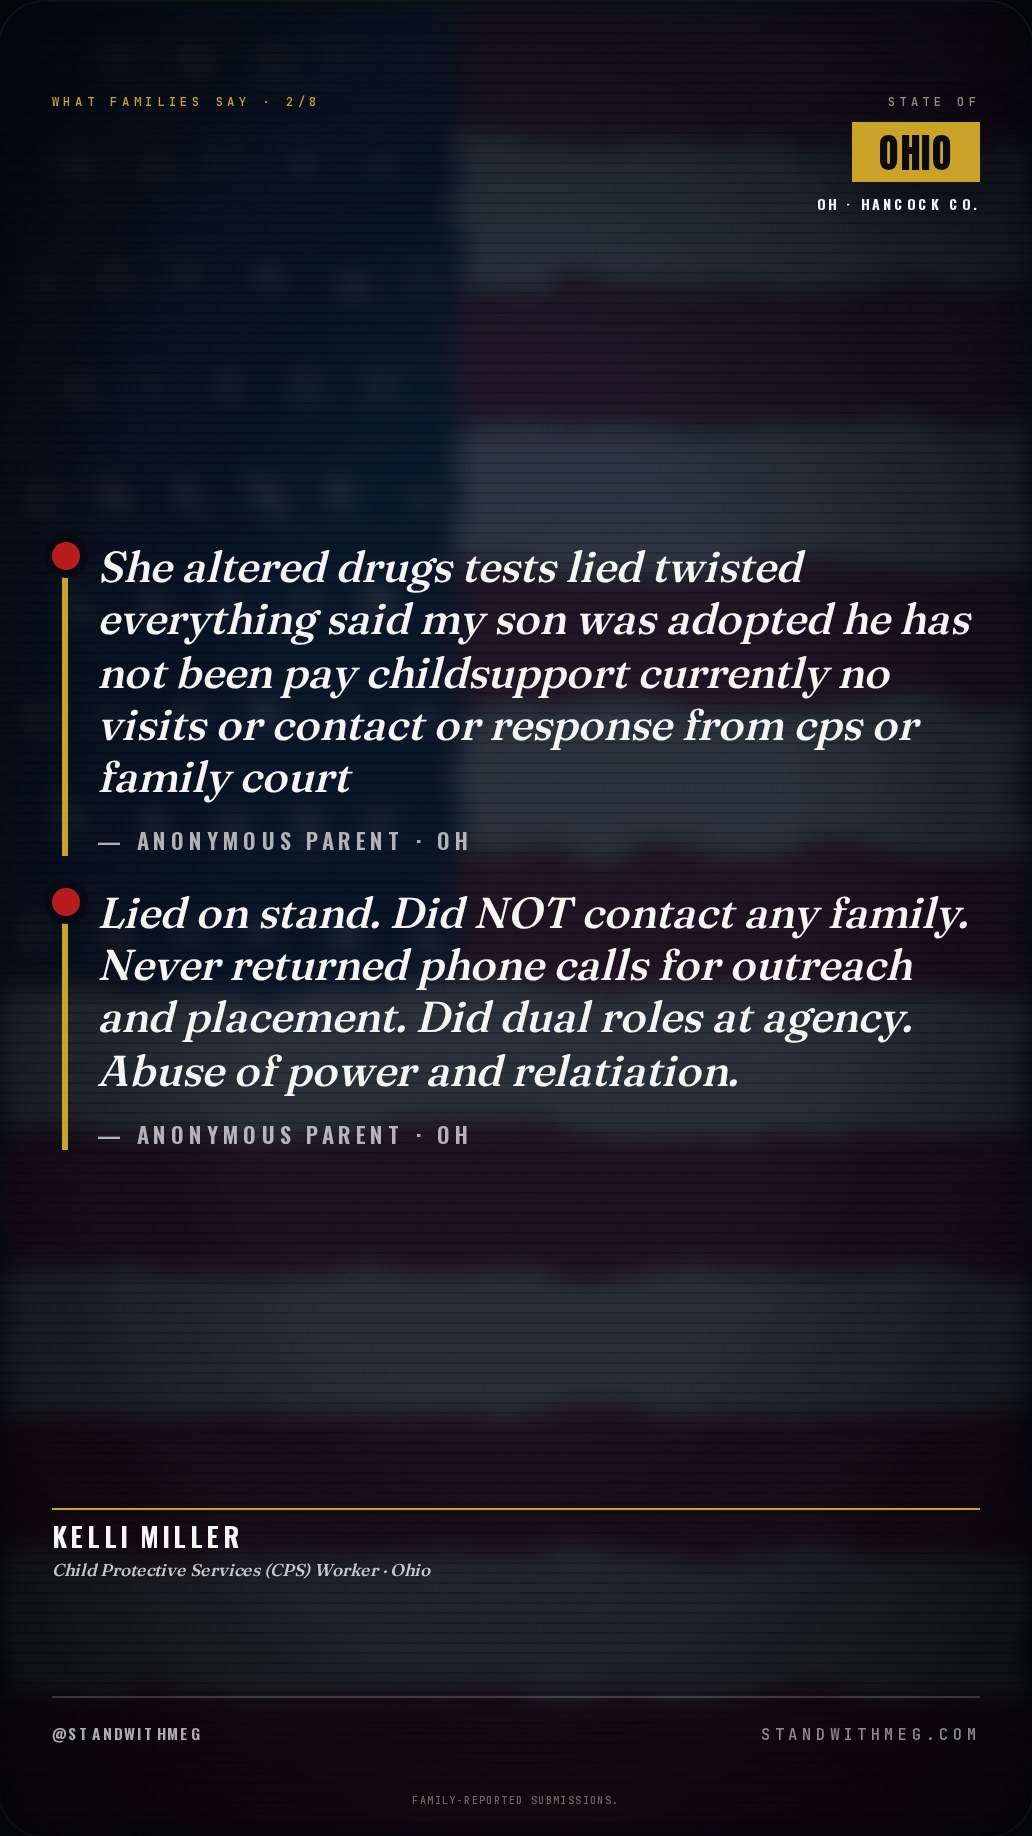 WHAT FAMILIES SAY · 2/8
STATE OF
OHIO
OH · HANCOCK CO.
She altered drugs tests lied twisted
everything said my son was adopted he has
not been pay childsupport currently no
visits or contact or response from cps or
family court
— ANONYMOUS PARENT · OH
Lied on stand. Did NOT contact any family.
Never returned phone calls for outreach
and placement. Did dual roles at agency.
Abuse of power and relatiation.
— ANONYMOUS PARENT · OH
KELLI MILLER
Child Protective Services (CPS) Worker · Ohio
@STANDWITHMEG
STANDWITHMEG.COM
FAMILY-REPORTED SUBMISSIONS.